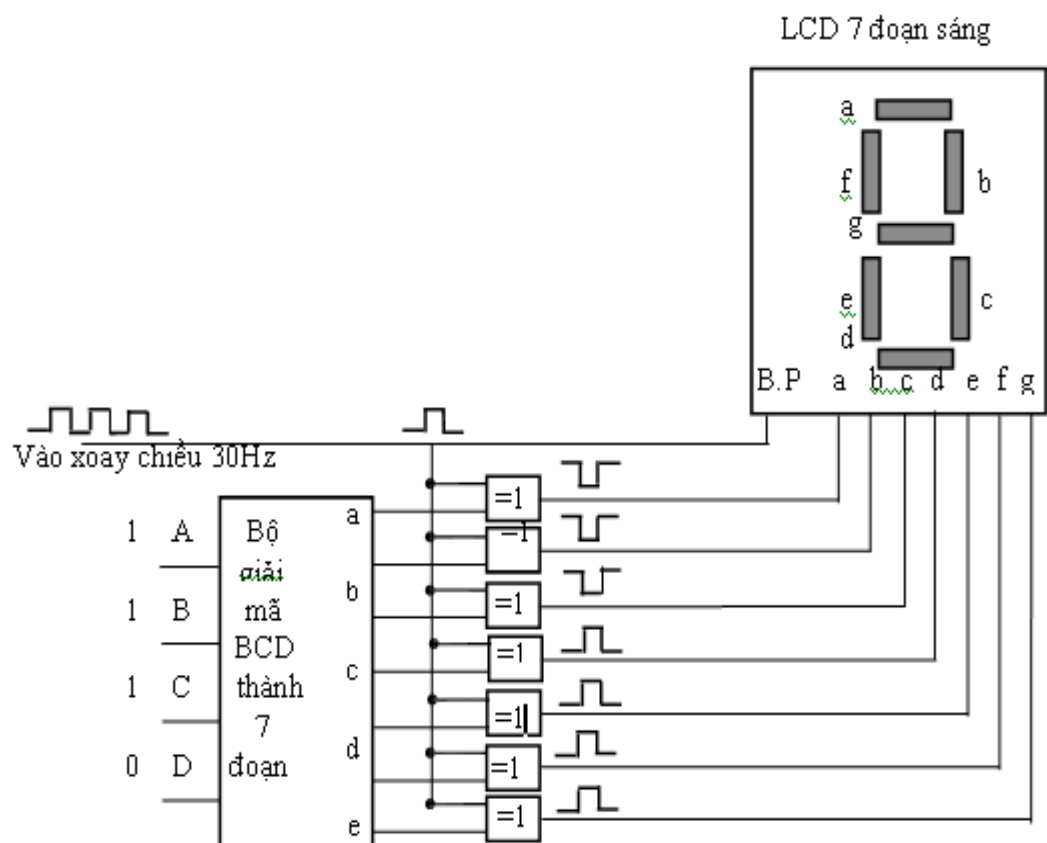 LCD 7 đoạn sáng
a
f
b
g
e
c
d
B.P a b c d e f g
Vào xoay chiều 30Hz
1 A
1 B
1 C
0 D
Bộ
giải
mã
BCD
thành
7
đoạn
a
b
c
d
e
=1
=1
=1
=1
=1
=1
=1